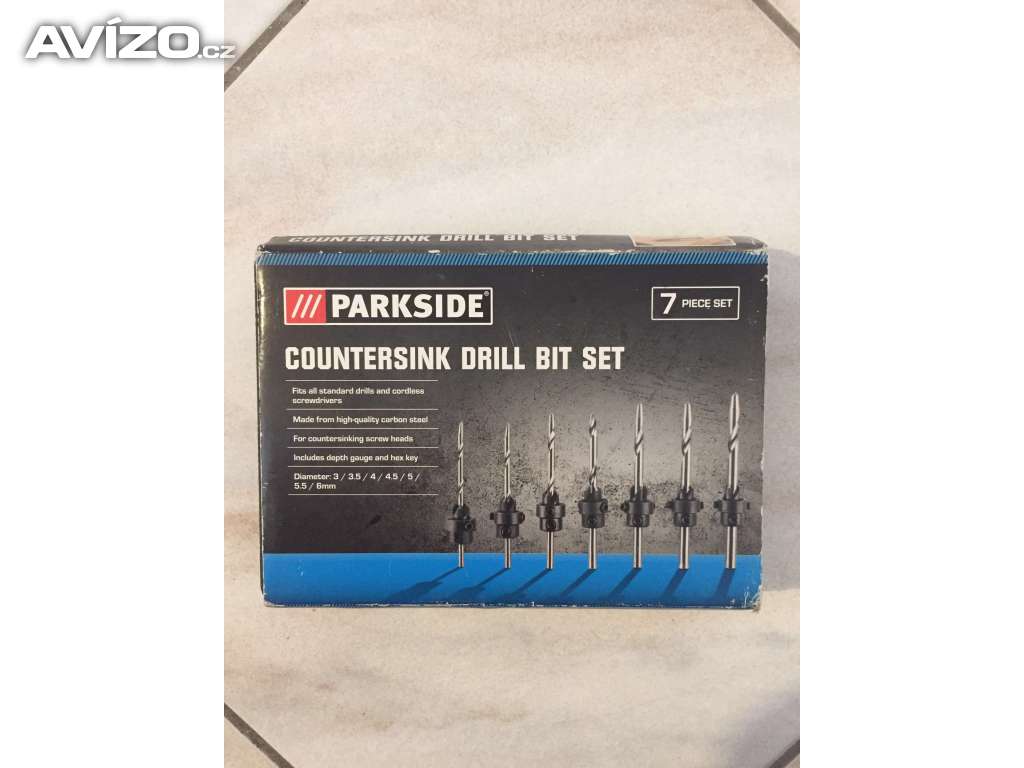 AVÍZO.cz
COUNTERSINK DRILL BIT SET
/// PARKSIDE®
7 PIECE SET
COUNTERSINK DRILL BIT SET
Fits all standard drills and cordless
screwdrivers
Made from high-quality carbon steel
For countersinking screw heads
Includes depth gauge and hex key
Diameter: 3 / 3.5 / 4 / 4.5 / 5 /
5.5 / 6mm